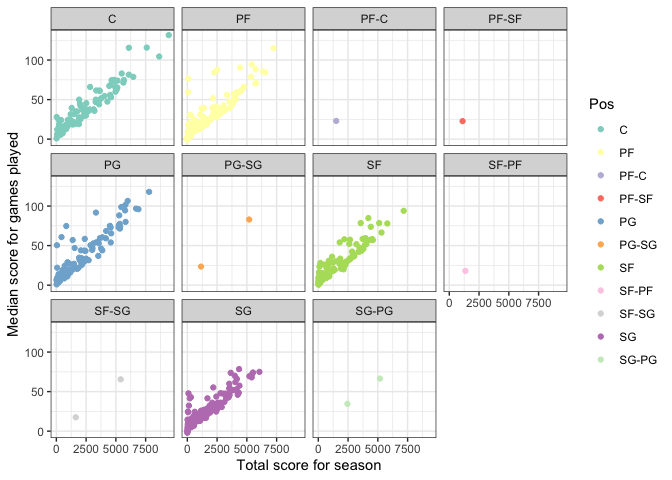 C PF PF-C PF-SF
100
50
0
PG PG-SG SF SF-PF
100
50
0
0 2500 5000 7500
SF-SG SG SG-PG
100
50
0
0 2500 5000 7500 0 2500 5000 7500 0 2500 5000 7500
Total score for season
Median score for games played
Pos
C
PF
PF-C
PF-SF
PG
PG-SG
SF
SF-PF
SF-SG
SG
SG-PG